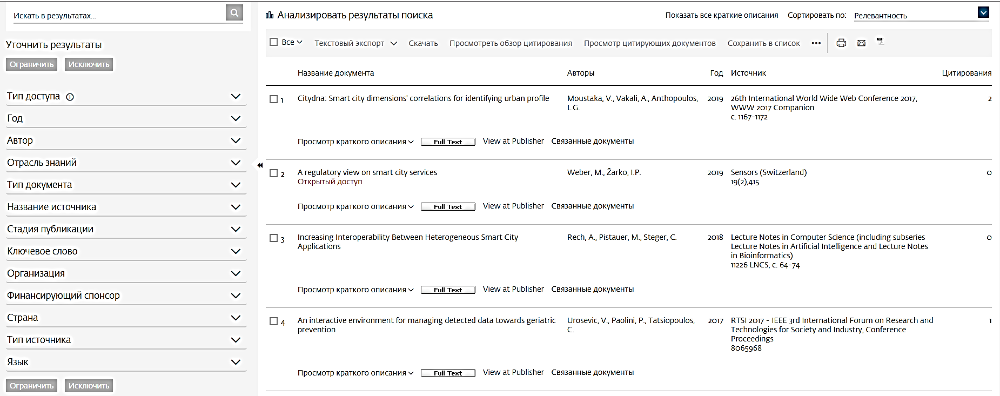 Искать в результатах...
Уточнить результаты
Ограничить Исключить
Тип доступа
Год
Автор
Отрасль знаний
Тип документа
Название источника
Стадия публикации
Ключевое слово
Организация
Финансирующий спонсор
Страна
Тип источника
Язык
Ограничить Исключить
Анализировать результаты поиска
Показать все краткие описания Сортировать по: Релевантность
Все Текстовый экспорт Скачать Просмотреть обзор цитирования Просмотр цитирующих документов Сохранить в список •••
Название документа Авторы Год Источник Цитирования
1 Citydna: Smart city dimensions' correlations for identifying urban profile Moustaka, V., Vakali, A., Anthopoulos, 2019 26th International World Wide Web Conference 2017, 2
L.G. WWW 2017 Companion
с. 1167-1172
Просмотр краткого описания Full Text View at Publisher Связанные документы
2 A regulatory view on smart city services Weber, M., Žarko, I.P. 2019 Sensors (Switzerland) 0
Открытый доступ 19(2),415
Просмотр краткого описания Full Text View at Publisher Связанные документы
3 Increasing Interoperability Between Heterogeneous Smart City Rech, A., Pistauer, M., Steger, C. 2018 Lecture Notes in Computer Science (including subseries 0
Applications Lecture Notes in Artificial Intelligence and Lecture Notes
in Bioinformatics)
11226 LNCS, с. 64-74
Просмотр краткого описания Full Text View at Publisher Связанные документы
4 An interactive environment for managing detected data towards geriatric Urosevic, V., Paolini, P., Tatsiopoulos, 2017 RTSI 2017 - IEEE 3rd International Forum on Research and 1
prevention C. Technologies for Society and Industry, Conference
Proceedings
8065968
Просмотр краткого описания Full Text View at Publisher Связанные документы